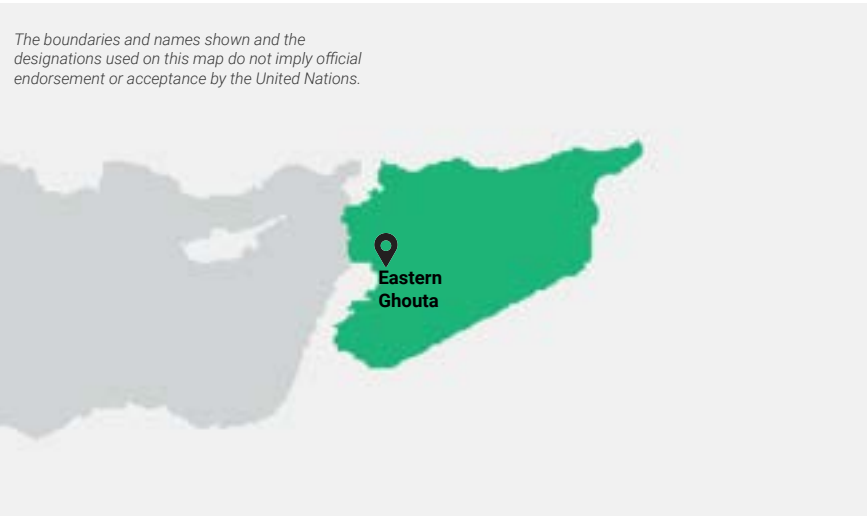 The boundaries and names shown and the
designations used on this map do not imply official
endorsement or acceptance by the United Nations.
Eastern
Ghouta